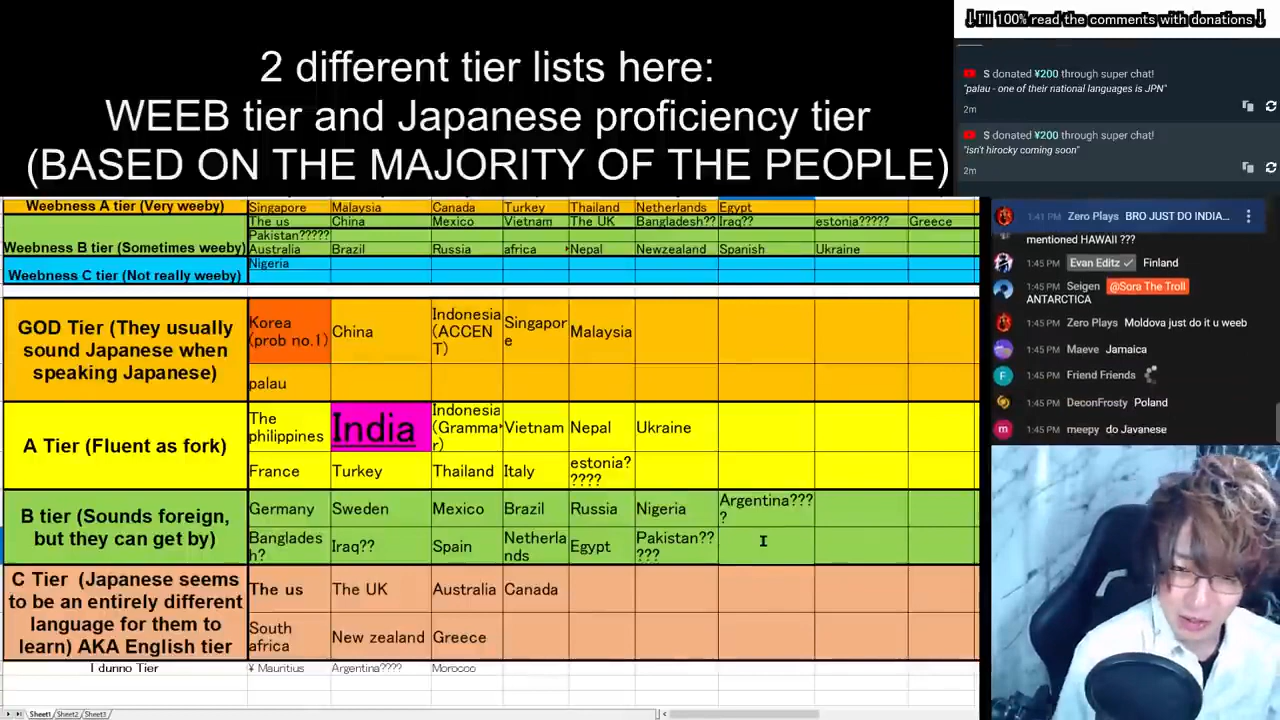 2 different tier lists here:
WEEB tier and Japanese proficiency tier
(BASED ON THE MAJORITY OF THE PEOPLE)
↓I'll 100% read the comments with donations↓
S donated ¥200 through super chat!
"palau - one of their national languages is JPN"
2m
S donated ¥200 through super chat!
"isn't hirocky coming soon"
2m
Weebness A tier (Very weeby) Singapore Malaysia Canada Turkey Thailand Netherlands Egypt
The us China Mexico Vietnam The UK Bangladesh?? Iraq?? estonia????? Greece
Pakistan?????
Weebness B tier (Sometimes weeby) Australia Brazil Russia africa Nepal Newzealand Spanish Ukraine
Nigeria
Weebness C tier (Not really weeby)
GOD Tier (They usually
sound Japanese when
speaking Japanese)
Korea
(prob no.1)
China
Indonesia
(ACCEN
T)
Singapor
e
Malaysia
palau
A Tier (Fluent as fork)
The
philippines
India
Indonesia
(Gramma
r)
Vietnam
Nepal
Ukraine
France
Turkey
Thailand
Italy
estonia?
????
B tier (Sounds foreign,
but they can get by)
Germany
Sweden
Mexico
Brazil
Russia
Nigeria
Argentina???
?
Banglades
h?
Iraq??
Spain
Netherla
nds
Egypt
Pakistan??
???
C Tier (Japanese seems
to be an entirely different
language for them to
learn) AKA English tier
The us
The UK
Australia
Canada
South
africa
New zealand
Greece
I dunno Tier ¥ Mauritius Argentina???? Morocco
Sheet1 Sheet2 Sheet3
1:41 PM Zero Plays BRO JUST DO INDIA...
mentioned HAWAII ???
1:45 PM Evan Editz Finland
1:45 PM Seigen @Sora The Troll
ANTARCTICA
1:45 PM Zero Plays Moldova just do it u weeb
1:45 PM Maeve Jamaica
1:45 PM Friend Friends
1:45 PM DeconFrosty Poland
1:45 PM meepy do Javanese
F
m